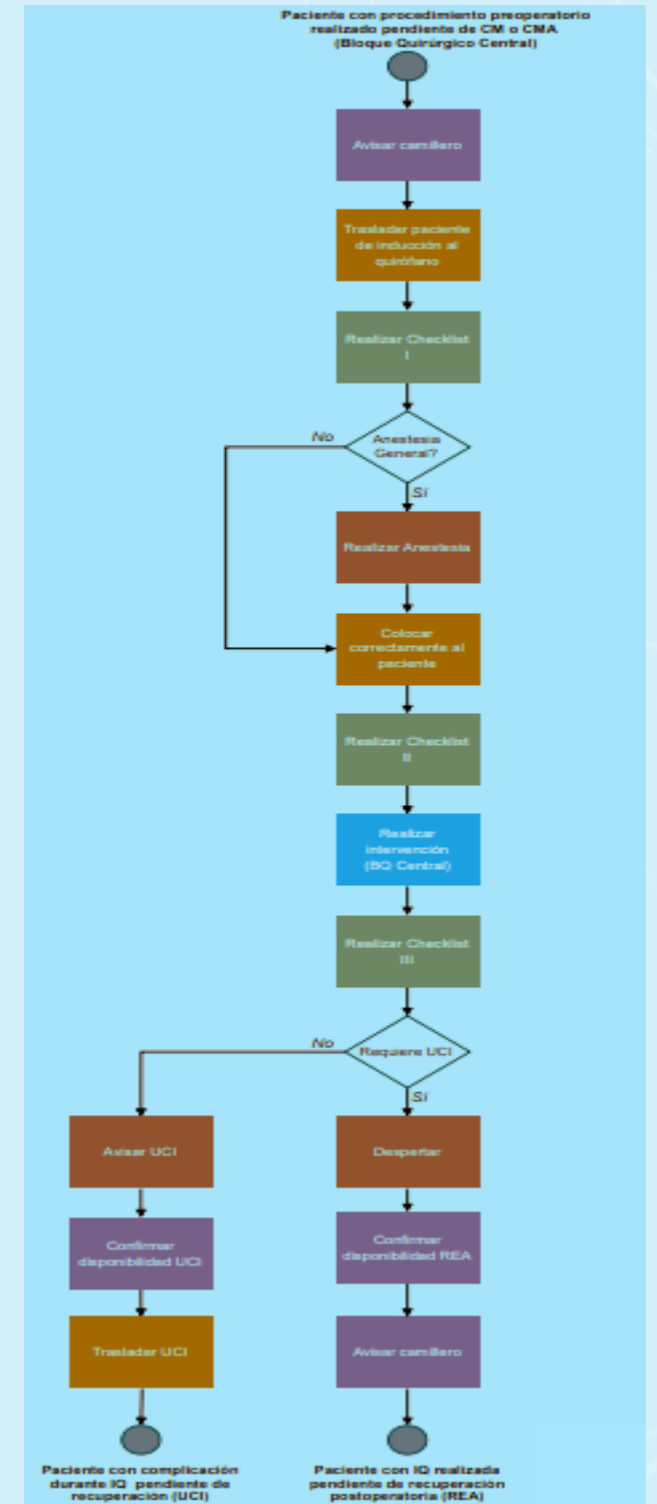 Paciente con procedimiento preoperatorio
realizado pendiente de CM o CMA
(Bloque Quirúrgico Central)
Avisar camillero
Trasladar paciente
de inducción al
quirófano
Realizar Checklist
I
No
Anestesia
General?
Sí
Realizar Anestesia
Colocar
correctamente al
paciente
Realizar Checklist
II
Realizar
intervención
(BQ Central)
Realizar Checklist
III
No
Requiere UCI
Sí
Avisar UCI
Despertar
Confirmar
disponibilidad UCI
Confirmar
disponibilidad REA
Trasladar UCI
Avisar camillero
Paciente con complicación
durante IQ pendiente de
recuperación (UCI)
Paciente con IQ realizada
pendiente de recuperación
postoperatoria (REA)